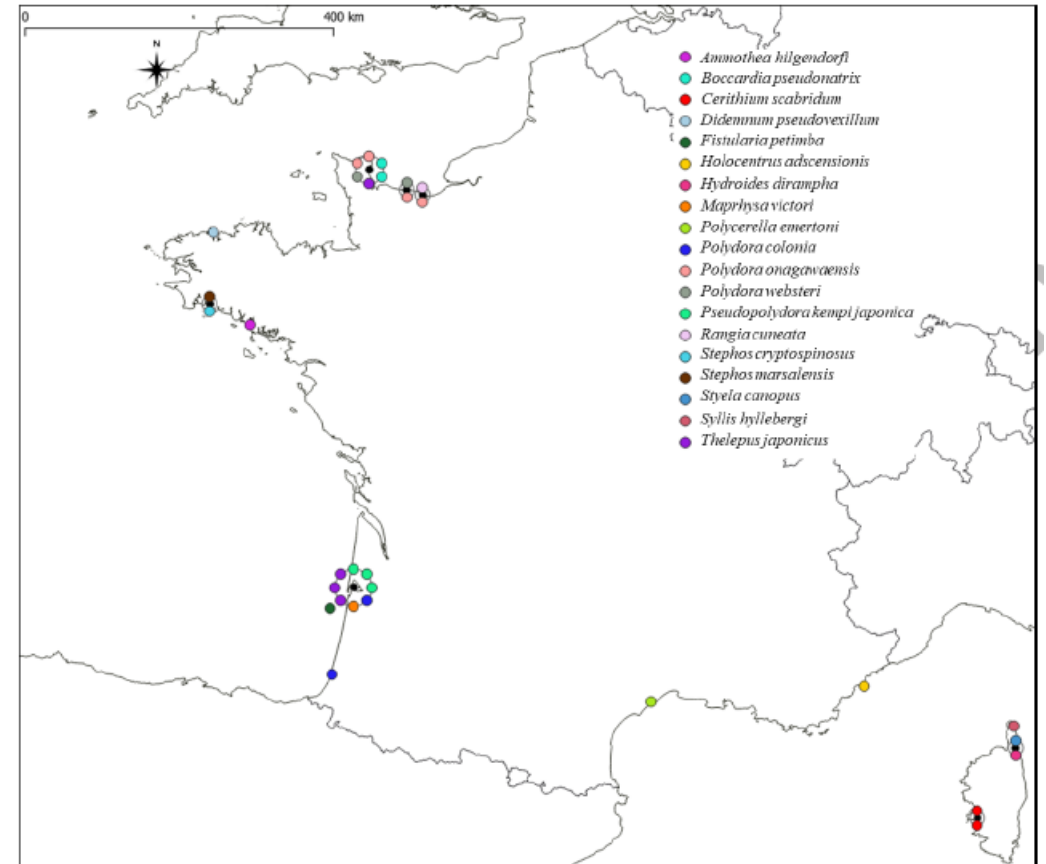 0 400 km
N
Ammothea hilgendorfi
Boccardia pseudonatrix
Cerithium scabridum
Didemnum pseudovexillum
Fistularia petimba
Holocentrus adscensionis
Hydroides dirampha
Maprhysa victori
Polycerella emertoni
Polydora colonia
Polydora onagawaensis
Polydora websteri
Pseudopolydora kempi japonica
Rangia cuneata
Stephos cryptospinosus
Stephos marsalensis
Styela canopus
Syllis hyllebergi
Thelepus japonicus